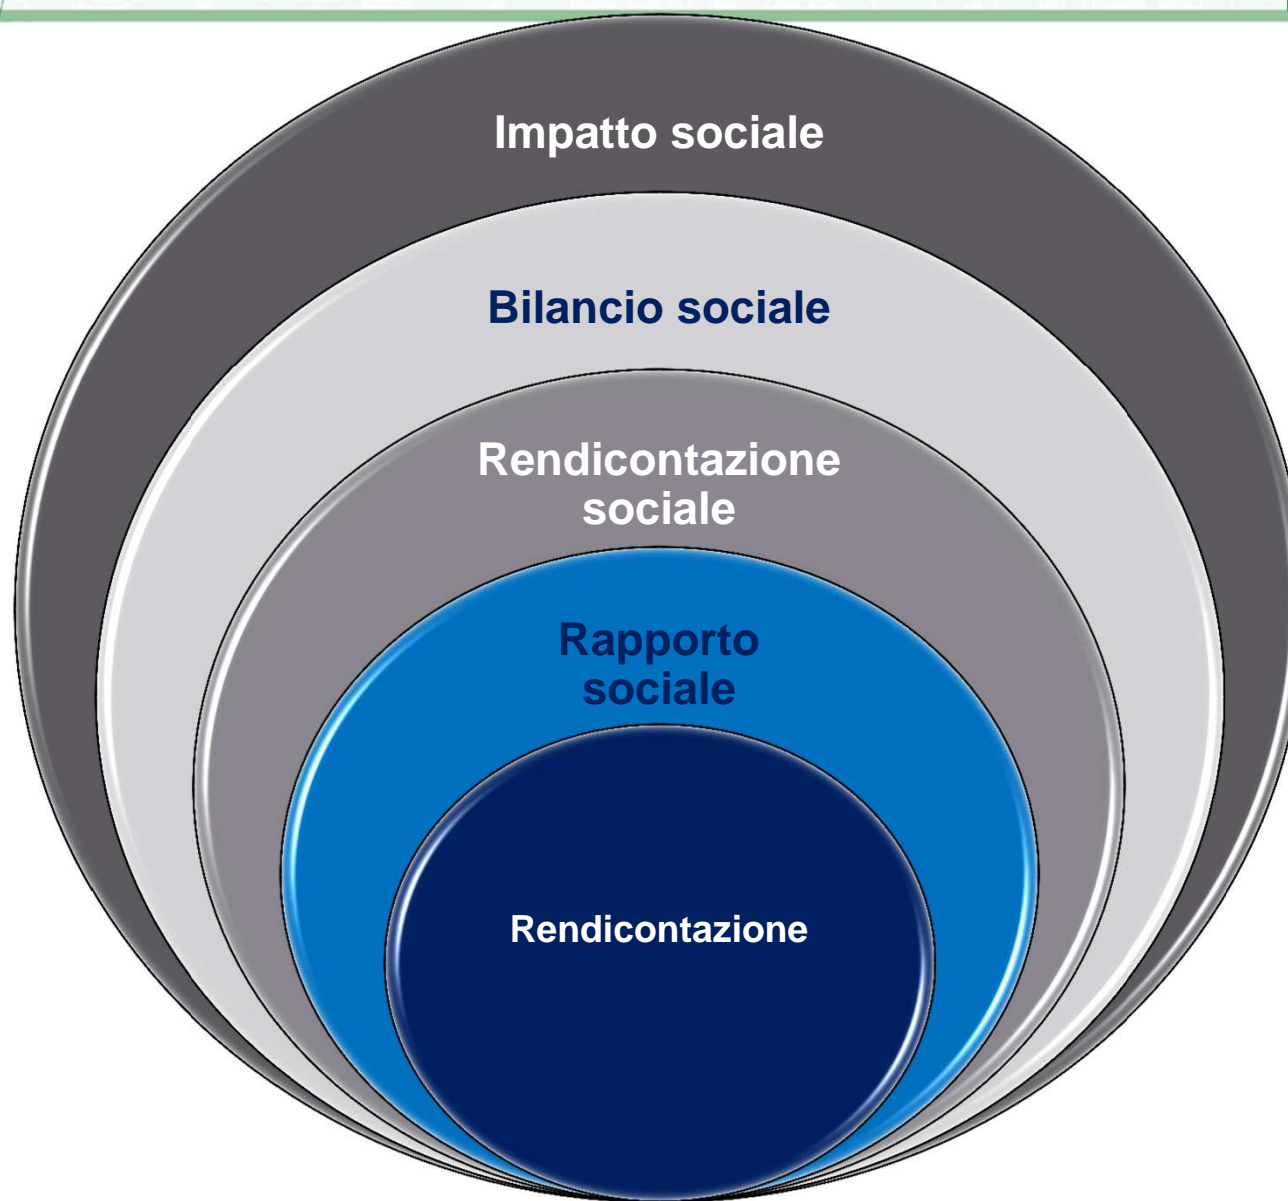 Impatto sociale
Bilancio sociale
Rendicontazione
sociale
Rapporto
sociale
Rendicontazione